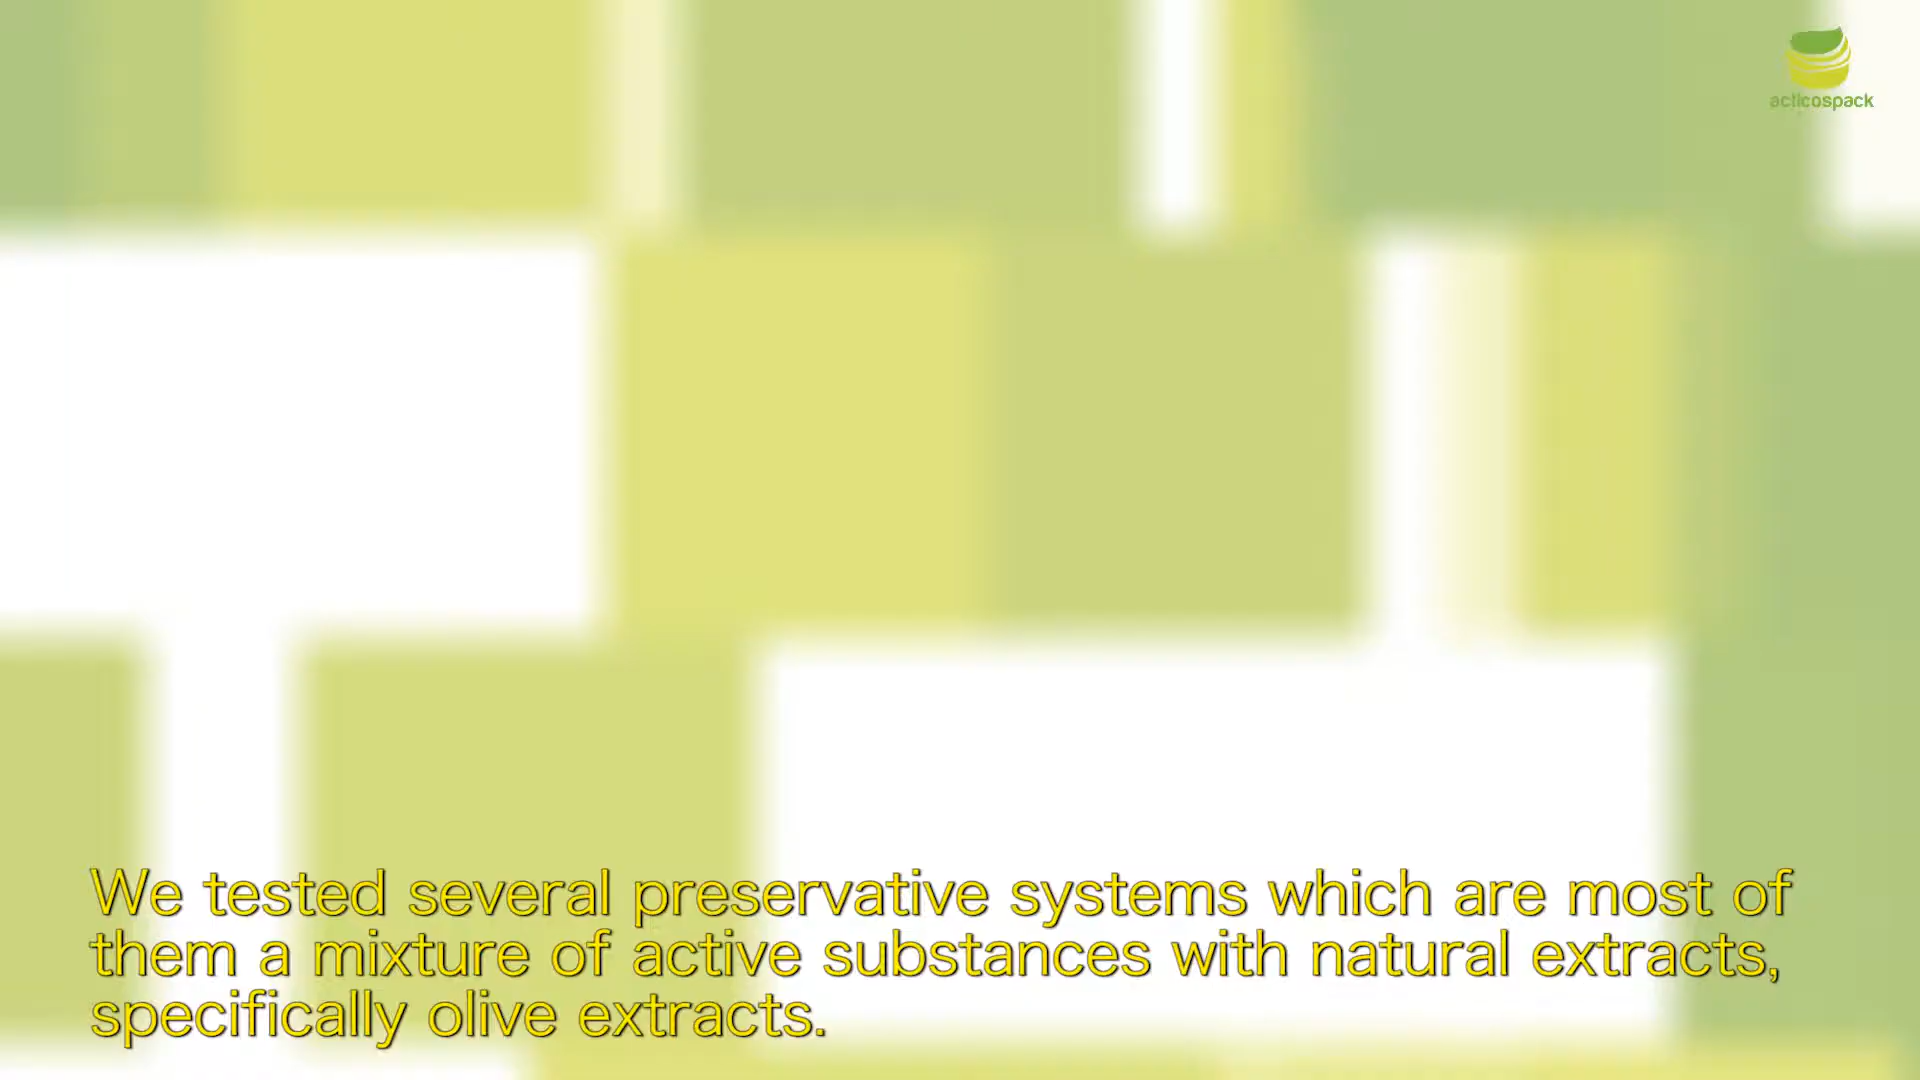 acticospack
We tested several preservative systems which are most of
them a mixture of active substances with natural extracts,
specifically olive extracts.